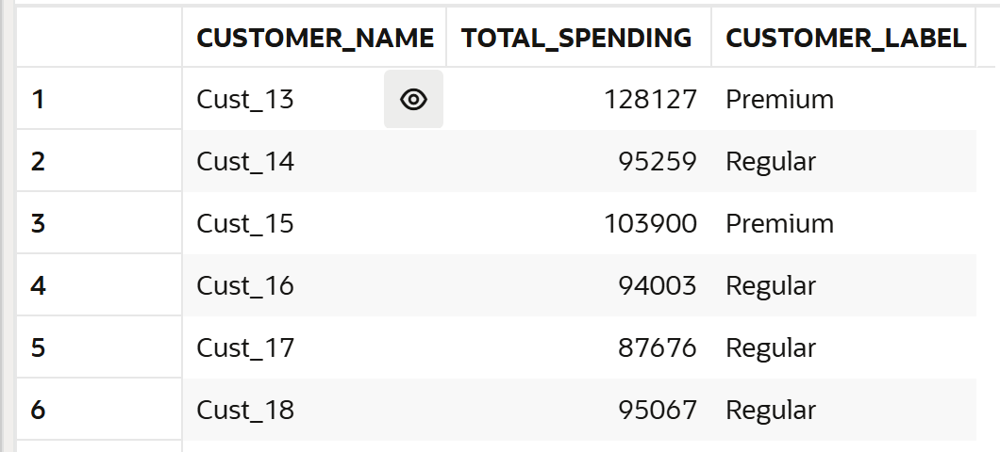 CUSTOMER_NAME TOTAL_SPENDING CUSTOMER_LABEL
1 Cust_13 128127 Premium
2 Cust_14 95259 Regular
3 Cust_15 103900 Premium
4 Cust_16 94003 Regular
5 Cust_17 87676 Regular
6 Cust_18 95067 Regular